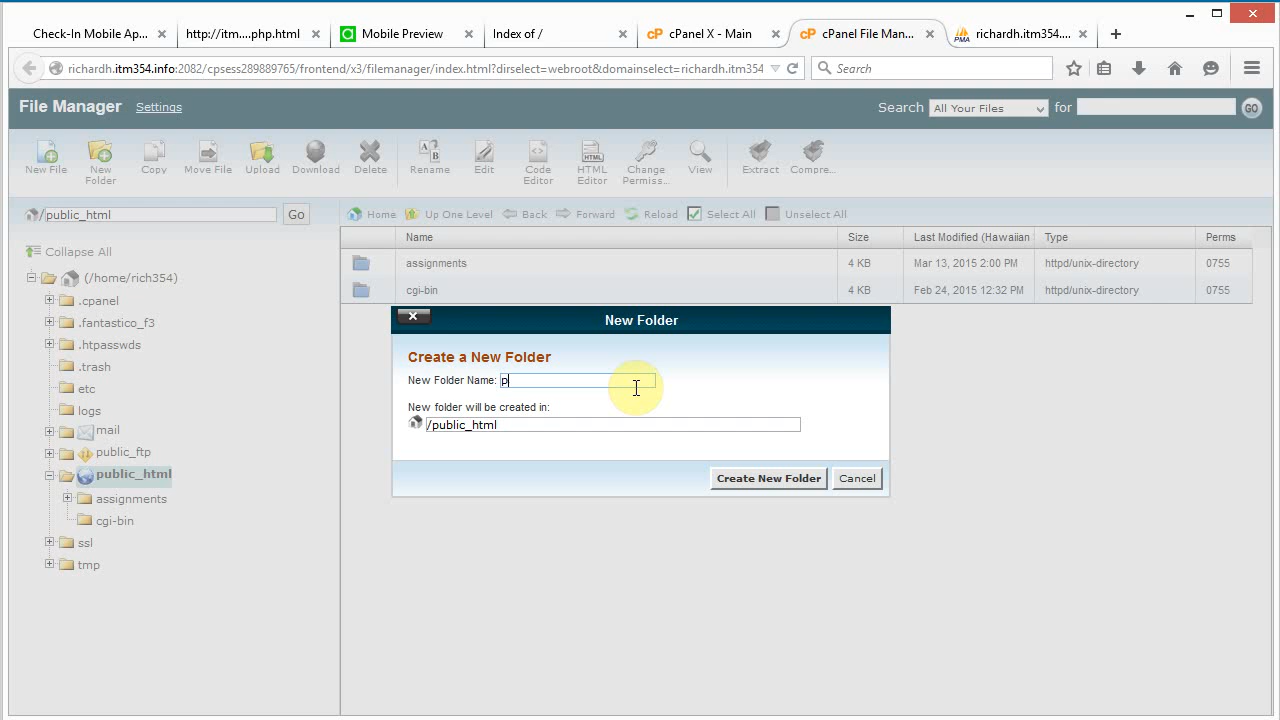 Check-In Mobile Ap... http://itm....php.html Mobile Preview Index of / cPanel X - Main cPanel File Man... richardh.itm354....
richardh.itm354.info:2082/cpsess289889765/frontend/x3/filemanager/index.html?dirselect=webroot&domainselect=richardh.itm354 Search
File Manager Settings Search All Your Files for GO
New File New Folder Copy Move File Upload Download Delete Rename Edit Code Editor HTML Editor Change Permiss... View Extract Compre...
/public_html Go Home Up One Level Back Forward Reload Select All Unselect All
Name Size Last Modified (Hawaiian Type Perms
Collapse All
assignments 4 KB Mar 13, 2015 2:00 PM httpd/unix-directory 0755
cgi-bin 4 KB Feb 24, 2015 12:32 PM httpd/unix-directory 0755
(/home/rich354)
.cpanel
.fantastico_f3
.htpasswds
.trash
etc
logs
mail
public_ftp
public_html
assignments
cgi-bin
ssl
tmp
New Folder
Create a New Folder
New Folder Name: p
New folder will be created in:
/public_html
Create New Folder Cancel